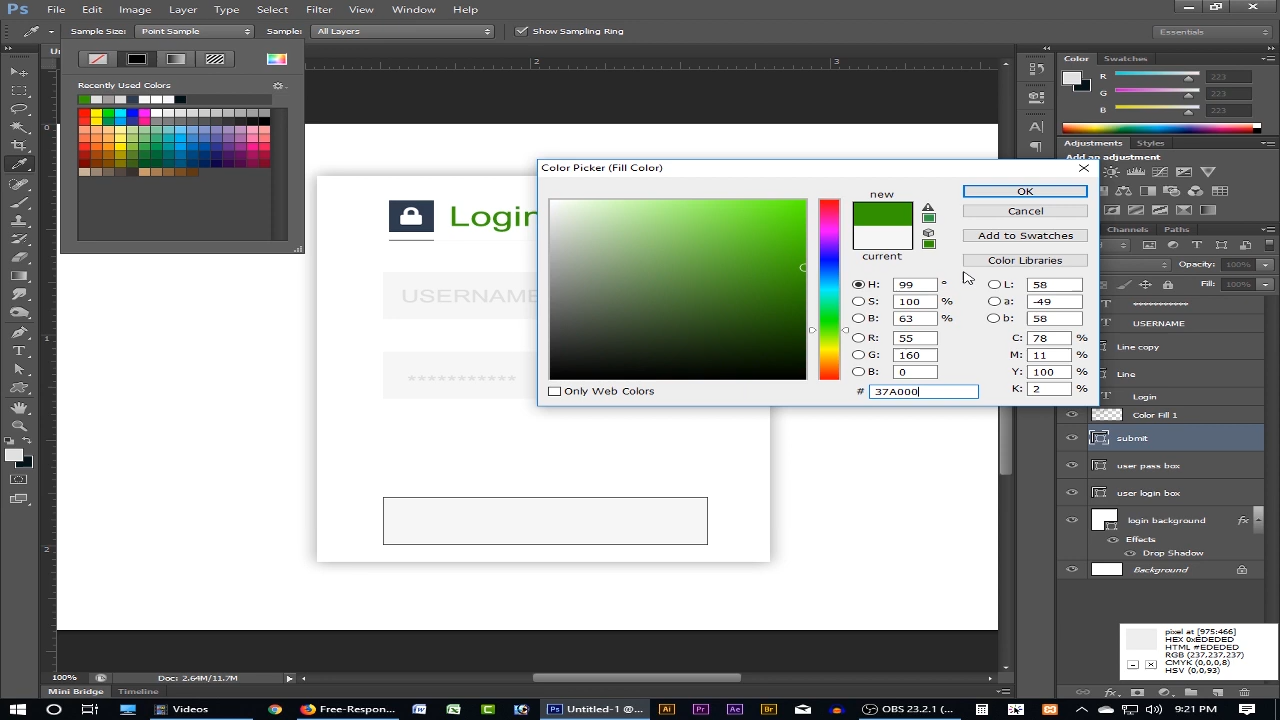 Ps File Edit Image Layer Type Select Filter View Window Help
Sample Size: Point Sample Sample: All Layers Show Sampling Ring Essentials
Recently Used Colors
2 3
0
1
2
Login
USERNAME
***********
Color Picker (Fill Color)
new
current
OK
Cancel
Add to Swatches
Color Libraries
H: 99 ° L: 58
S: 100 % a: -49
B: 63 % b: 58
R: 55 C: 78 %
G: 160 M: 11 %
B: 0 Y: 100 %
# 37A000 K: 2 %
Only Web Colors
Color Swatches
R 223
G 223
B 223
Adjustments Styles
Add an adjustment
Channels Paths
Opacity: 100%
Fill: 100%
T ***********
T USERNAME
Line copy
Line
T Login
Color Fill 1
submit
user pass box
user login box
login background fx
Effects
Drop Shadow
Background
pixel at [975:466]
HEX 0xEDEDED
HTML #EDEDED
RGB (237,237,237)
CMYK (0,0,0,8)
HSV (0,0,93)
100% Doc: 2.64M/11.7M
Mini Bridge Timeline
Videos Free-Respon... Untitled-1 @... OBS 23.2.1 (... 9:21 PM